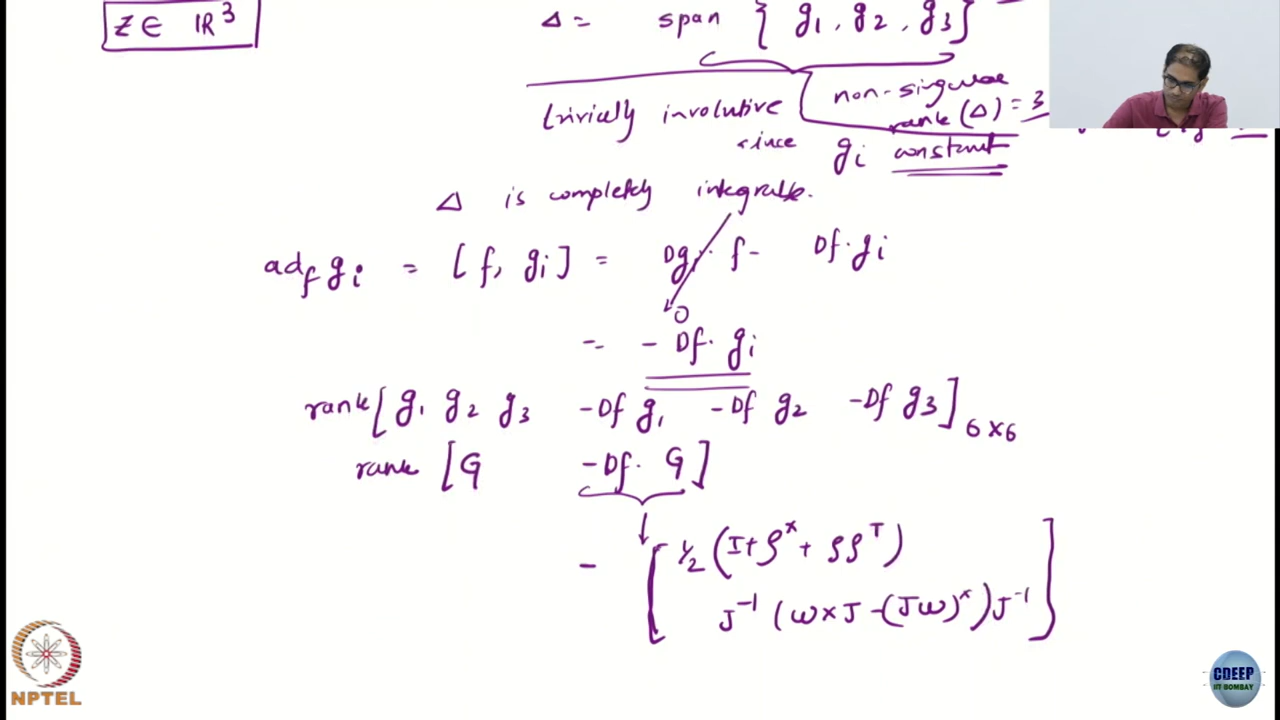 z ∈ ℝ³
Δ = span { g₁, g₂, g₃ }
trivially involutive since gᵢ constant
non-singular
rank (Δ) = 3
Δ is completely integrable.
ad_f gᵢ = [f, gᵢ] = Dgᵢ· f - Df· gᵢ
0
= - Df· gᵢ
rank [ g₁ g₂ g₃ -Df g₁ -Df g₂ -Df g₃ ] 6×6
rank [ G -Df· G ]
- [ 1/2 (I + ρˣ + ρρᵀ)
J⁻¹ (ω×J - (Jω)ˣ) J⁻¹ ]
NPTEL
CDEEP
IIT BOMBAY